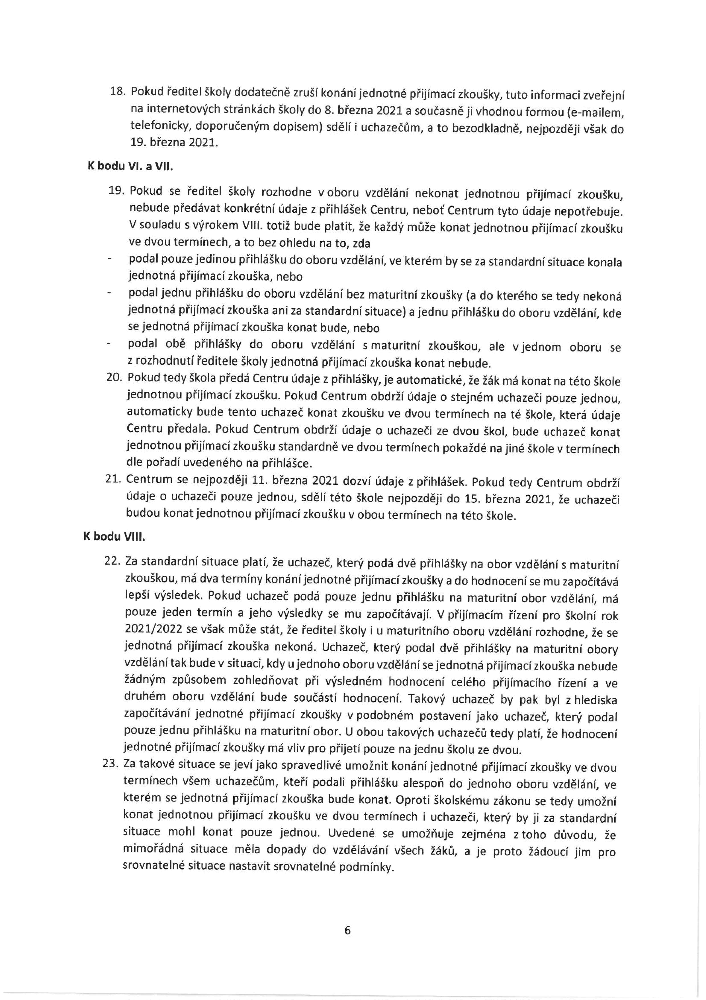 18. Pokud ředitel školy dodatečně zruší konání jednotné přijímací zkoušky, tuto informaci zveřejní
na internetových stránkách školy do 8. března 2021 a současně ji vhodnou formou (e-mailem,
telefonicky, doporučeným dopisem) sdělí i uchazečům, a to bezodkladně, nejpozději však do
19. března 2021.
K bodu VI. a VII.
19. Pokud se ředitel školy rozhodne v oboru vzdělání nekonat jednotnou přijímací zkoušku,
nebude předávat konkrétní údaje z přihlášek Centru, neboť Centrum tyto údaje nepotřebuje.
V souladu s výrokem VIII. totiž bude platit, že každý může konat jednotnou přijímací zkoušku
ve dvou termínech, a to bez ohledu na to, zda
- podal pouze jedinou přihlášku do oboru vzdělání, ve kterém by se za standardní situace konala
jednotná přijímací zkouška, nebo
- podal jednu přihlášku do oboru vzdělání bez maturitní zkoušky (a do kterého se tedy nekoná
jednotná přijímací zkouška ani za standardní situace) a jednu přihlášku do oboru vzdělání, kde
se jednotná přijímací zkouška konat bude, nebo
- podal obě přihlášky do oboru vzdělání s maturitní zkouškou, ale v jednom oboru se
z rozhodnutí ředitele školy jednotná přijímací zkouška konat nebude.
20. Pokud tedy škola předá Centru údaje z přihlášky, je automatické, že žák má konat na této škole
jednotnou přijímací zkoušku. Pokud Centrum obdrží údaje o stejném uchazeči pouze jednou,
automaticky bude tento uchazeč konat zkoušku ve dvou termínech na té škole, která údaje
Centru předala. Pokud Centrum obdrží údaje o uchazeči ze dvou škol, bude uchazeč konat
jednotnou přijímací zkoušku standardně ve dvou termínech pokaždé na jiné škole v termínech
dle pořadí uvedeného na přihlášce.
21. Centrum se nejpozději 11. března 2021 dozví údaje z přihlášek. Pokud tedy Centrum obdrží
údaje o uchazeči pouze jednou, sdělí této škole nejpozději do 15. března 2021, že uchazeči
budou konat jednotnou přijímací zkoušku v obou termínech na této škole.
K bodu VIII.
22. Za standardní situace platí, že uchazeč, který podá dvě přihlášky na obor vzdělání s maturitní
zkouškou, má dva termíny konání jednotné přijímací zkoušky a do hodnocení se mu započítává
lepší výsledek. Pokud uchazeč podá pouze jednu přihlášku na maturitní obor vzdělání, má
pouze jeden termín a jeho výsledky se mu započítávají. V přijímacím řízení pro školní rok
2021/2022 se však může stát, že ředitel školy i u maturitního oboru vzdělání rozhodne, že se
jednotná přijímací zkouška nekoná. Uchazeč, který podal dvě přihlášky na maturitní obory
vzdělání tak bude v situaci, kdy u jednoho oboru vzdělání se jednotná přijímací zkouška nebude
žádným způsobem zohledňovat při výsledném hodnocení celého přijímacího řízení a ve
druhém oboru vzdělání bude součástí hodnocení. Takový uchazeč by pak byl z hlediska
započítávání jednotné přijímací zkoušky v podobném postavení jako uchazeč, který podal
pouze jednu přihlášku na maturitní obor. U obou takových uchazečů tedy platí, že hodnocení
jednotné přijímací zkoušky má vliv pro přijetí pouze na jednu školu ze dvou.
23. Za takové situace se jeví jako spravedlivé umožnit konání jednotné přijímací zkoušky ve dvou
termínech všem uchazečům, kteří podali přihlášku alespoň do jednoho oboru vzdělání, ve
kterém se jednotná přijímací zkouška bude konat. Oproti školskému zákonu se tedy umožní
konat jednotnou přijímací zkoušku ve dvou termínech i uchazeči, který by ji za standardní
situace mohl konat pouze jednou. Uvedené se umožňuje zejména z toho důvodu, že
mimořádná situace měla dopady do vzdělávání všech žáků, a je proto žádoucí jim pro
srovnatelné situace nastavit srovnatelné podmínky.
6